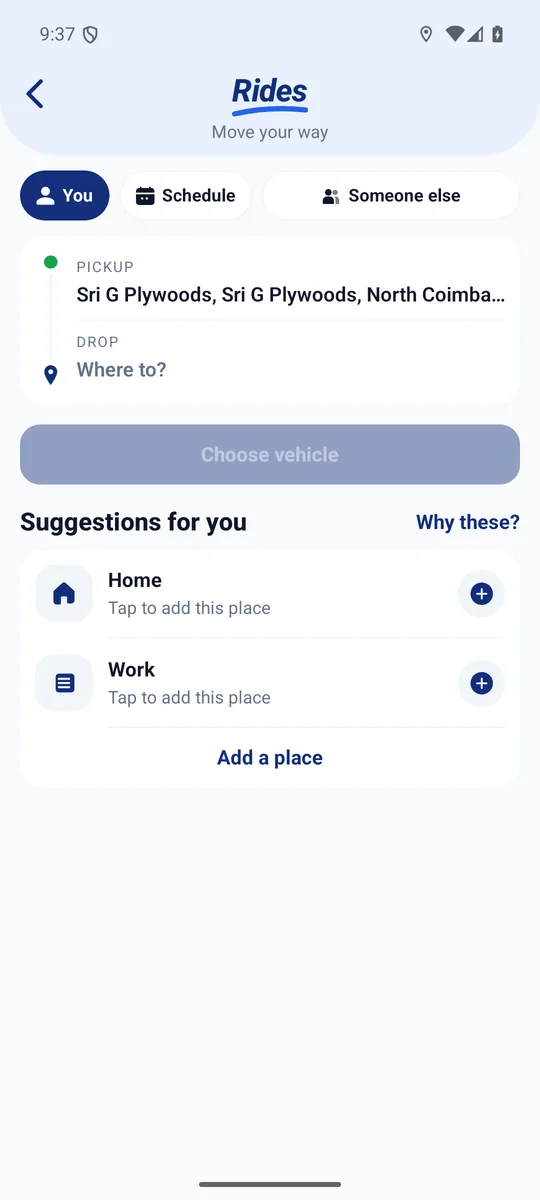 9:37
Rides
Move your way
You
Schedule
Someone else
PICKUP
Sri G Plywoods, Sri G Plywoods, North Coimba...
DROP
Where to?
Choose vehicle
Suggestions for you
Why these?
Home
Tap to add this place
Work
Tap to add this place
Add a place